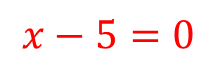 x − 5 = 0